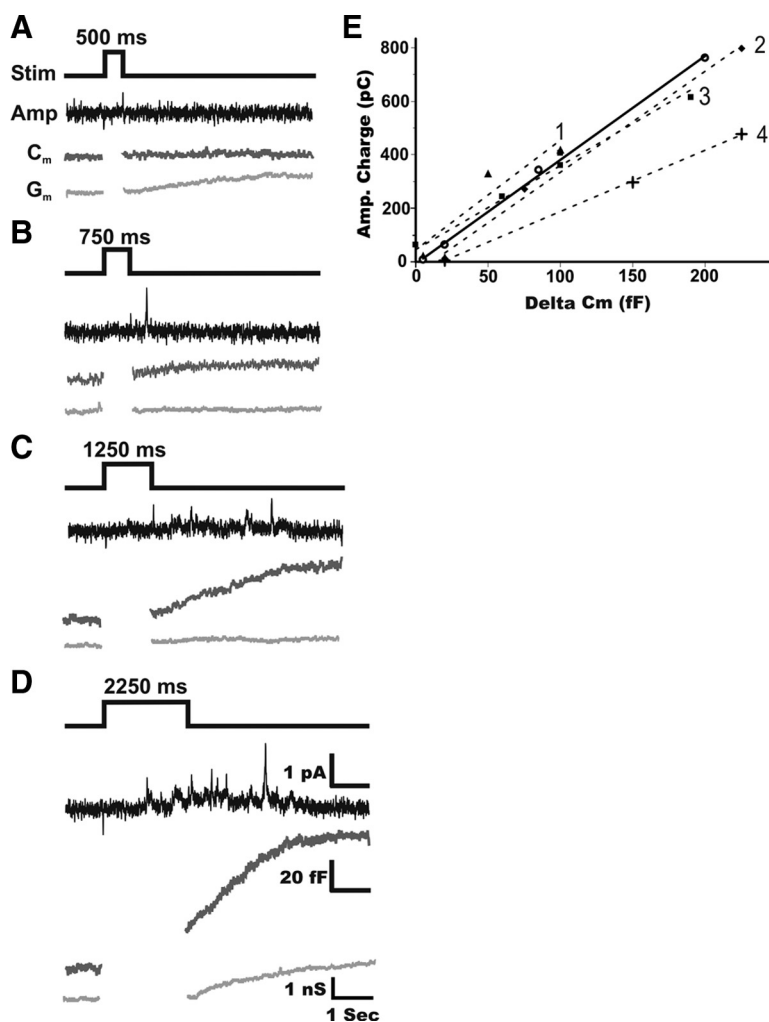 A
500 ms
Stim
Amp
Cm
Gm
B
750 ms
C
1250 ms
D
2250 ms
1 pA
20 fF
1 nS
1 Sec
E
Amp. Charge (pC)
800
600
400
200
0
0
50
100
150
200
Delta Cm (fF)
1
2
3
4